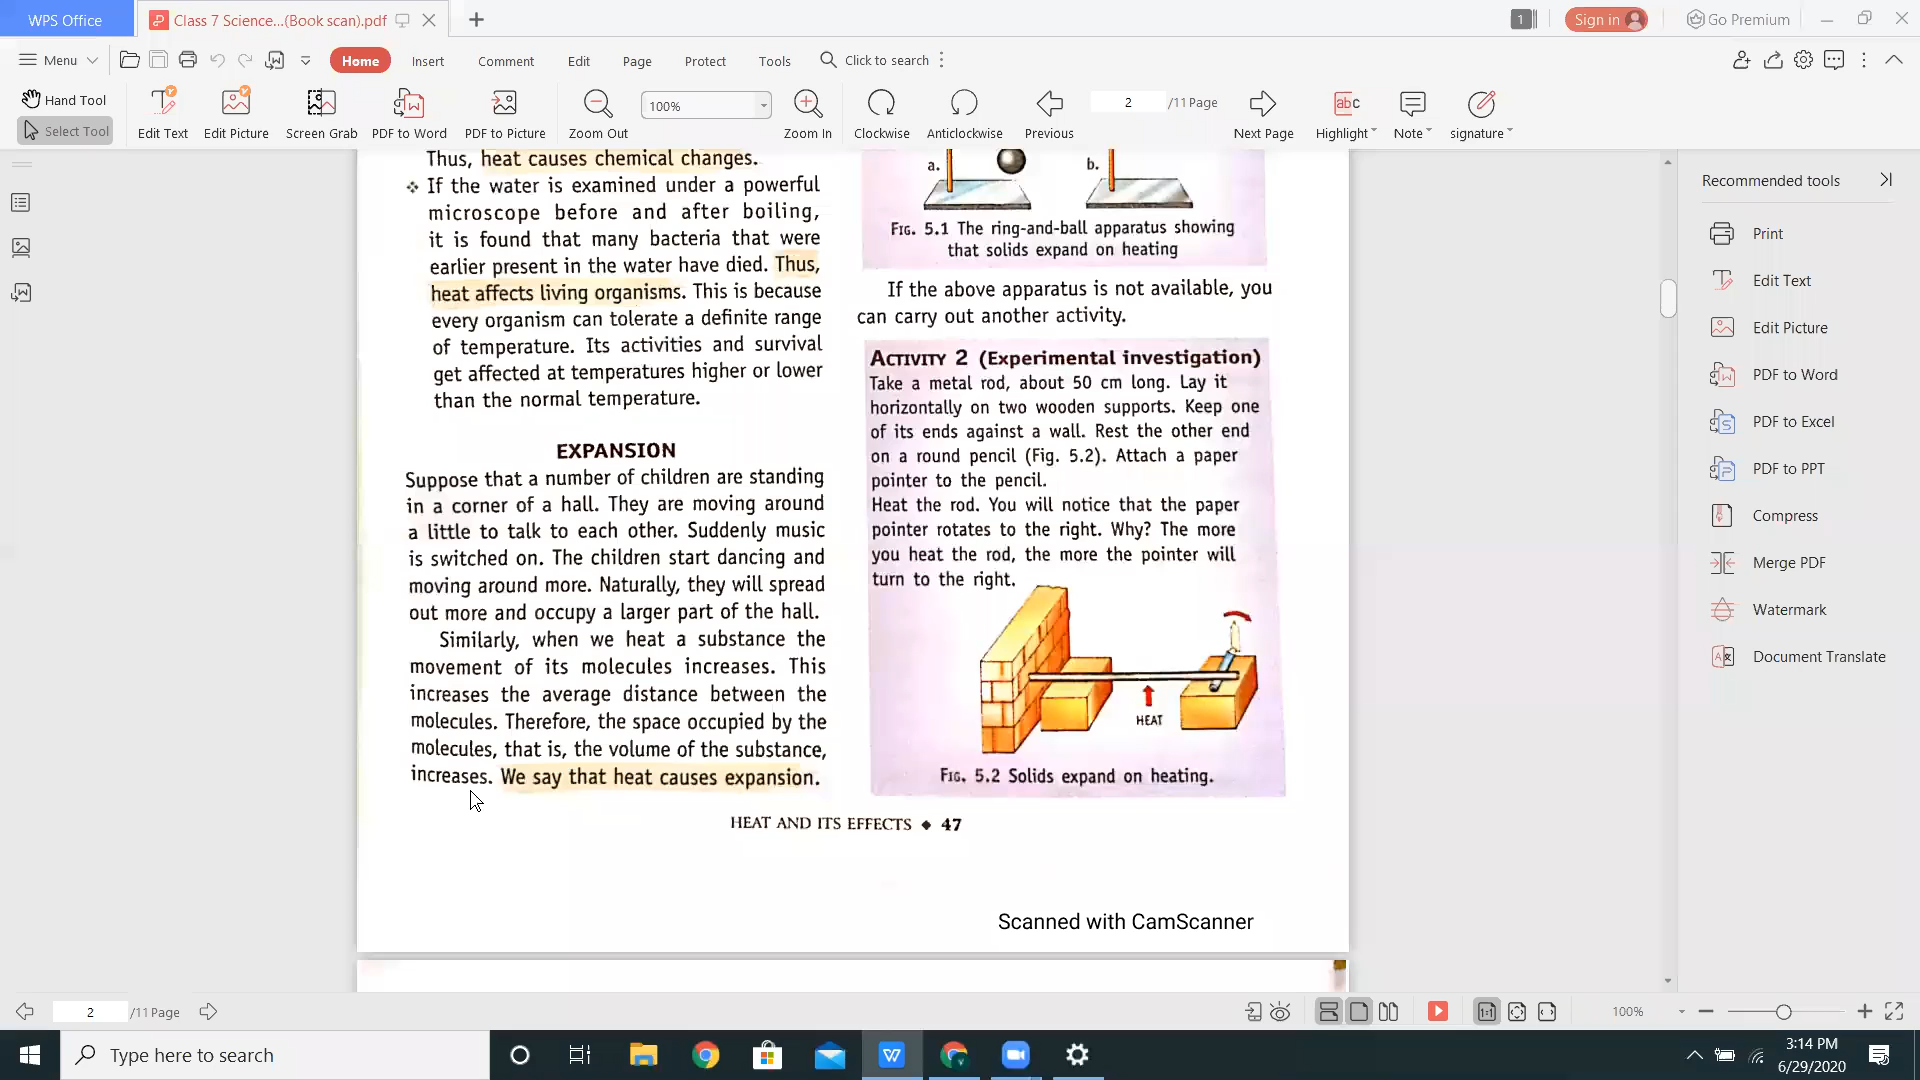 WPS Office
Class 7 Science...(Book scan).pdf
1
Sign in
Go Premium
Menu
Home
Insert
Comment
Edit
Page
Protect
Tools
Click to search
Hand Tool
Select Tool
Edit Text
Edit Picture
Screen Grab
PDF to Word
PDF to Picture
Zoom Out
100%
Zoom In
Clockwise
Anticlockwise
Previous
2 /11 Page
Next Page
Highlight
Note
signature
Thus, heat causes chemical changes.
❖ If the water is examined under a powerful
microscope before and after boiling,
it is found that many bacteria that were
earlier present in the water have died. Thus,
heat affects living organisms. This is because
every organism can tolerate a definite range
of temperature. Its activities and survival
get affected at temperatures higher or lower
than the normal temperature.
EXPANSION
Suppose that a number of children are standing
in a corner of a hall. They are moving around
a little to talk to each other. Suddenly music
is switched on. The children start dancing and
moving around more. Naturally, they will spread
out more and occupy a larger part of the hall.
Similarly, when we heat a substance the
movement of its molecules increases. This
increases the average distance between the
molecules. Therefore, the space occupied by the
molecules, that is, the volume of the substance,
increases. We say that heat causes expansion.
a.
b.
FIG. 5.1 The ring-and-ball apparatus showing
that solids expand on heating
If the above apparatus is not available, you
can carry out another activity.
ACTIVITY 2 (Experimental investigation)
Take a metal rod, about 50 cm long. Lay it
horizontally on two wooden supports. Keep one
of its ends against a wall. Rest the other end
on a round pencil (Fig. 5.2). Attach a paper
pointer to the pencil.
Heat the rod. You will notice that the paper
pointer rotates to the right. Why? The more
you heat the rod, the more the pointer will
turn to the right.
HEAT
FIG. 5.2 Solids expand on heating.
HEAT AND ITS EFFECTS ◆ 47
Scanned with CamScanner
Recommended tools
Print
Edit Text
Edit Picture
PDF to Word
PDF to Excel
PDF to PPT
Compress
Merge PDF
Watermark
Document Translate
2 /11 Page
100%
Type here to search
3:14 PM
6/29/2020